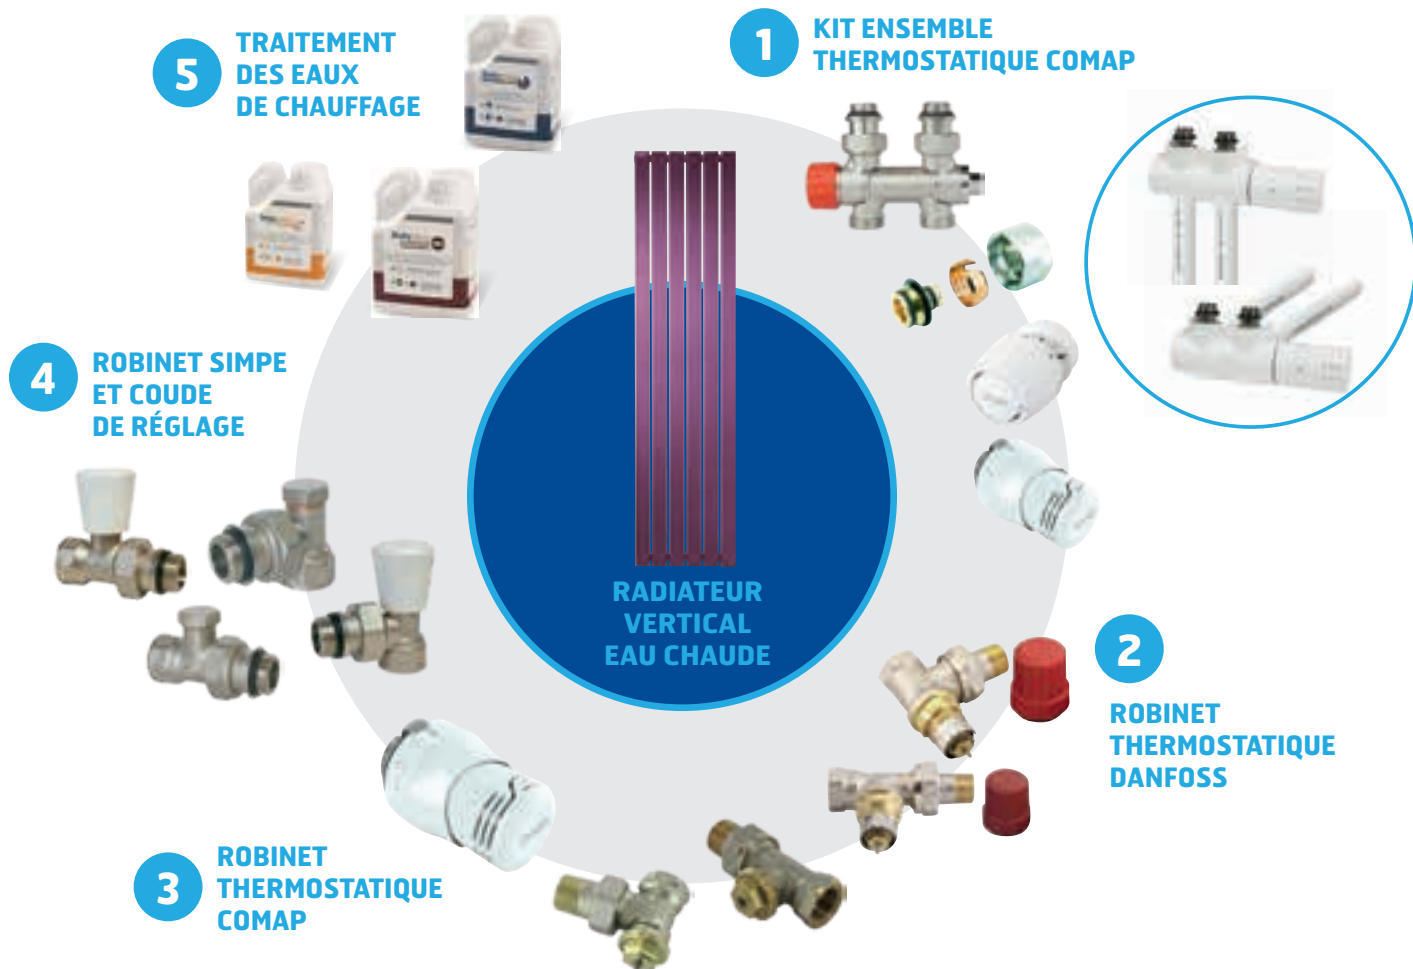 1
KIT ENSEMBLE
THERMOSTATIQUE COMAP
2
ROBINET
THERMOSTATIQUE
DANFOSS
3
ROBINET
THERMOSTATIQUE
COMAP
4
ROBINET SIMPE
ET COUDE
DE RÉGLAGE
5
TRAITEMENT
DES EAUX
DE CHAUFFAGE
RADIATEUR
VERTICAL
EAU CHAUDE